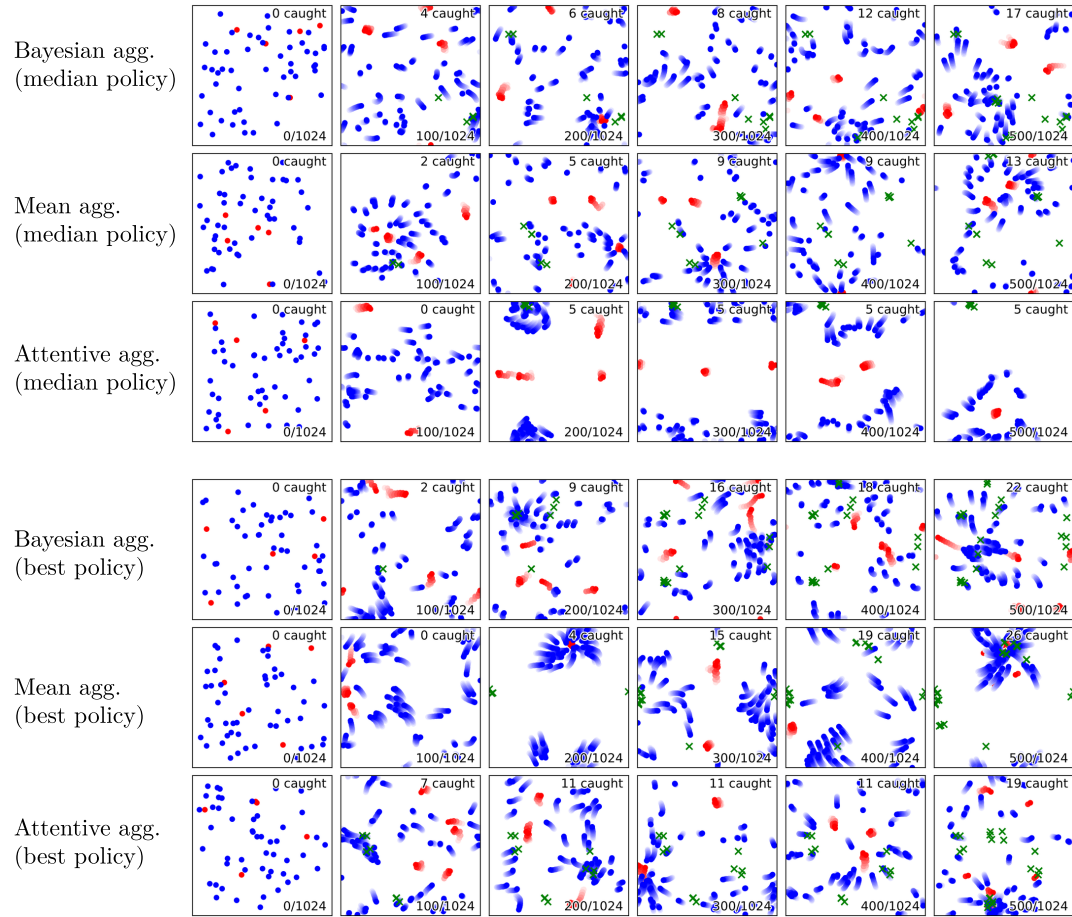 Bayesian agg.
(median policy)
0 caught
0/1024
4 caught
100/1024
6 caught
200/1024
8 caught
300/1024
12 caught
400/1024
17 caught
500/1024
Mean agg.
(median policy)
0 caught
0/1024
2 caught
100/1024
5 caught
200/1024
9 caught
300/1024
9 caught
400/1024
13 caught
500/1024
Attentive agg.
(median policy)
0 caught
0/1024
0 caught
100/1024
5 caught
200/1024
5 caught
300/1024
5 caught
400/1024
5 caught
500/1024
Bayesian agg.
(best policy)
0 caught
0/1024
2 caught
100/1024
9 caught
200/1024
16 caught
300/1024
18 caught
400/1024
22 caught
500/1024
Mean agg.
(best policy)
0 caught
0/1024
0 caught
100/1024
4 caught
200/1024
15 caught
300/1024
19 caught
400/1024
26 caught
500/1024
Attentive agg.
(best policy)
0 caught
0/1024
7 caught
100/1024
11 caught
200/1024
11 caught
300/1024
11 caught
400/1024
19 caught
500/1024